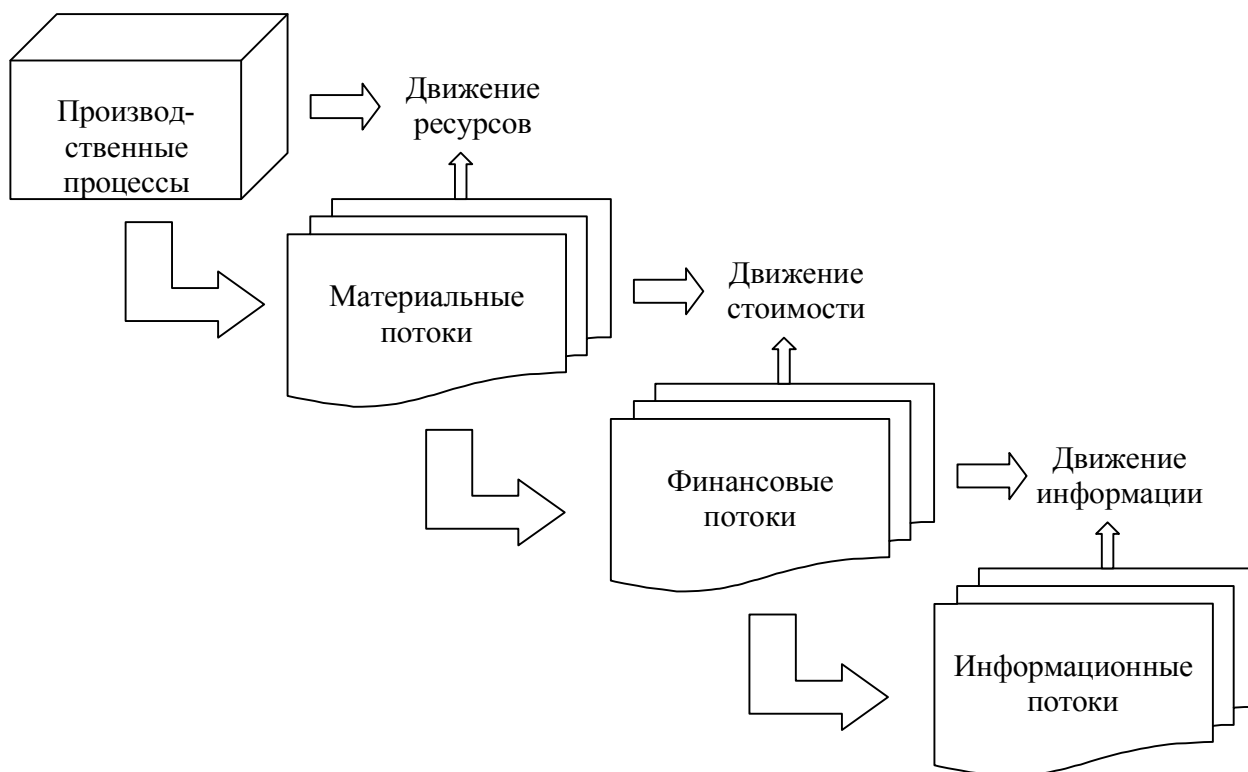 Производ-
ственные
процессы
Движение
ресурсов
Материальные
потоки
Движение
стоимости
Финансовые
потоки
Движение
информации
Информационные
потоки